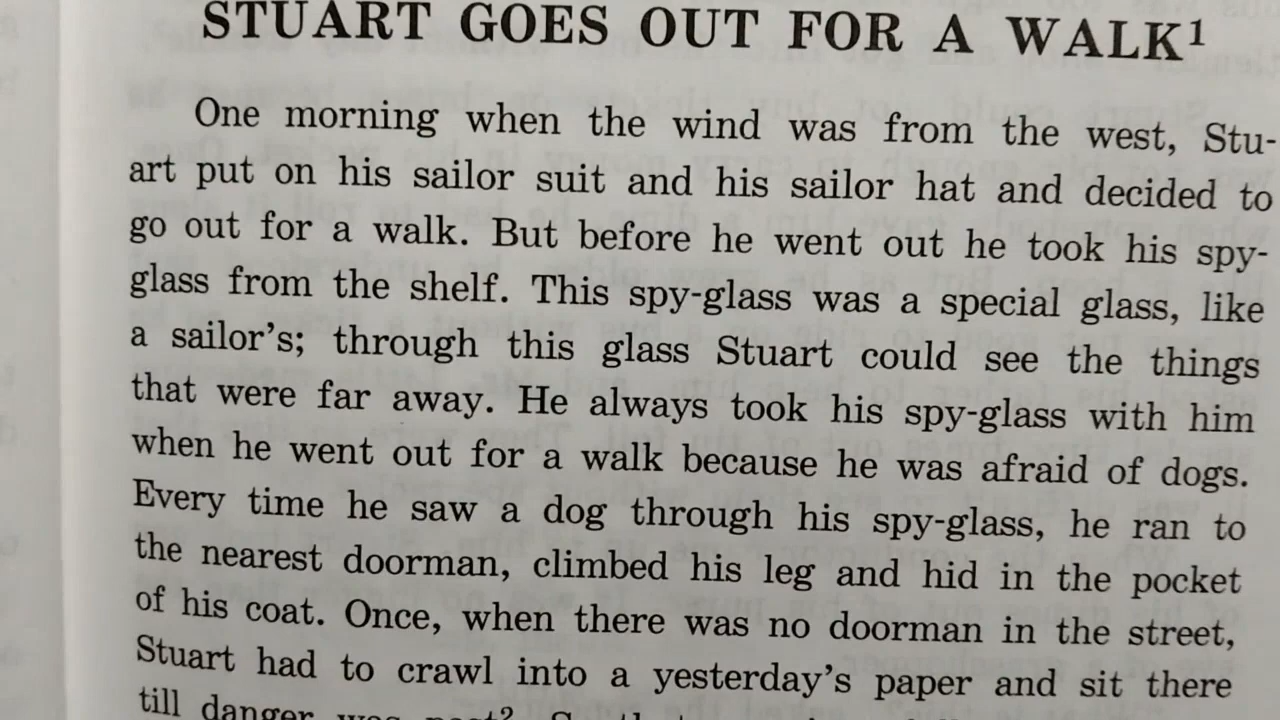 STUART GOES OUT FOR A WALK¹
One morning when the wind was from the west, Stu-
art put on his sailor suit and his sailor hat and decided to
go out for a walk. But before he went out he took his spy-
glass from the shelf. This spy-glass was a special glass, like
a sailor's; through this glass Stuart could see the things
that were far away. He always took his spy-glass with him
when he went out for a walk because he was afraid of dogs.
Every time he saw a dog through his spy-glass, he ran to
the nearest doorman, climbed his leg and hid in the pocket
of his coat. Once, when there was no doorman in the street,
Stuart had to crawl into a yesterday's paper and sit there
till danger was